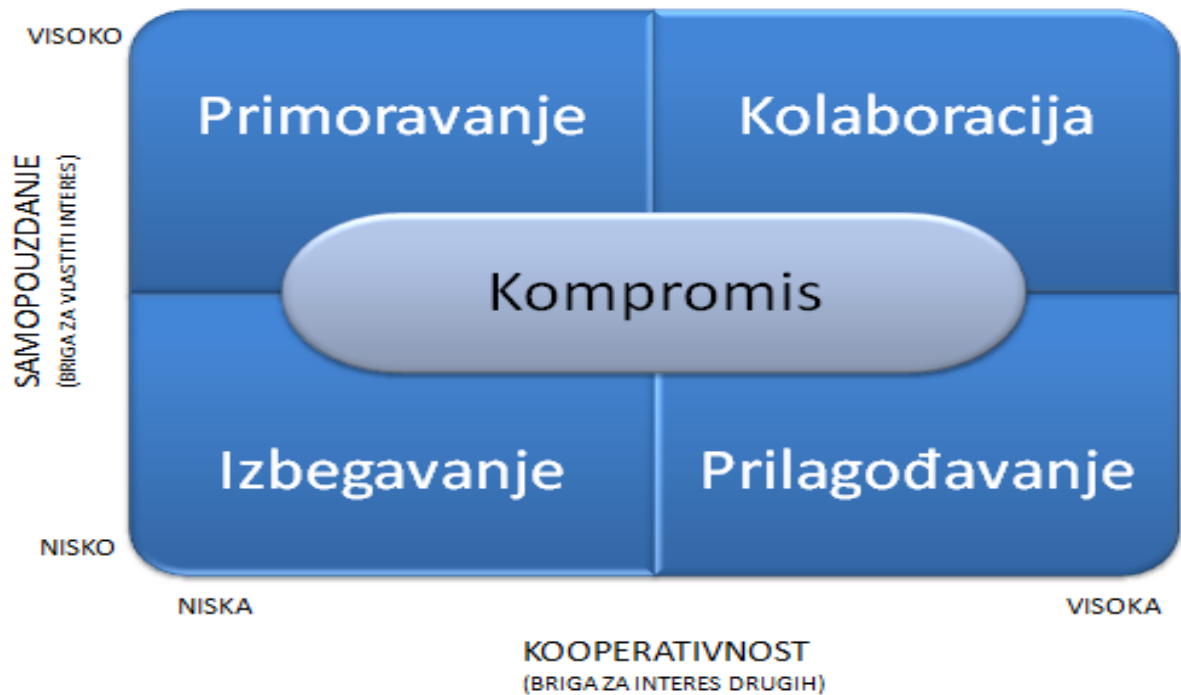 VISOKO
Primoravanje
Kolaboracija
SAMOPOUZDANJE
(BRIGA ZA VLASTITI INTERES)
Kompromis
Izbegavanje
Prilagođavanje
NISKO
NISKA
VISOKA
KOOPERATIVNOST
(BRIGA ZA INTERES DRUGIH)